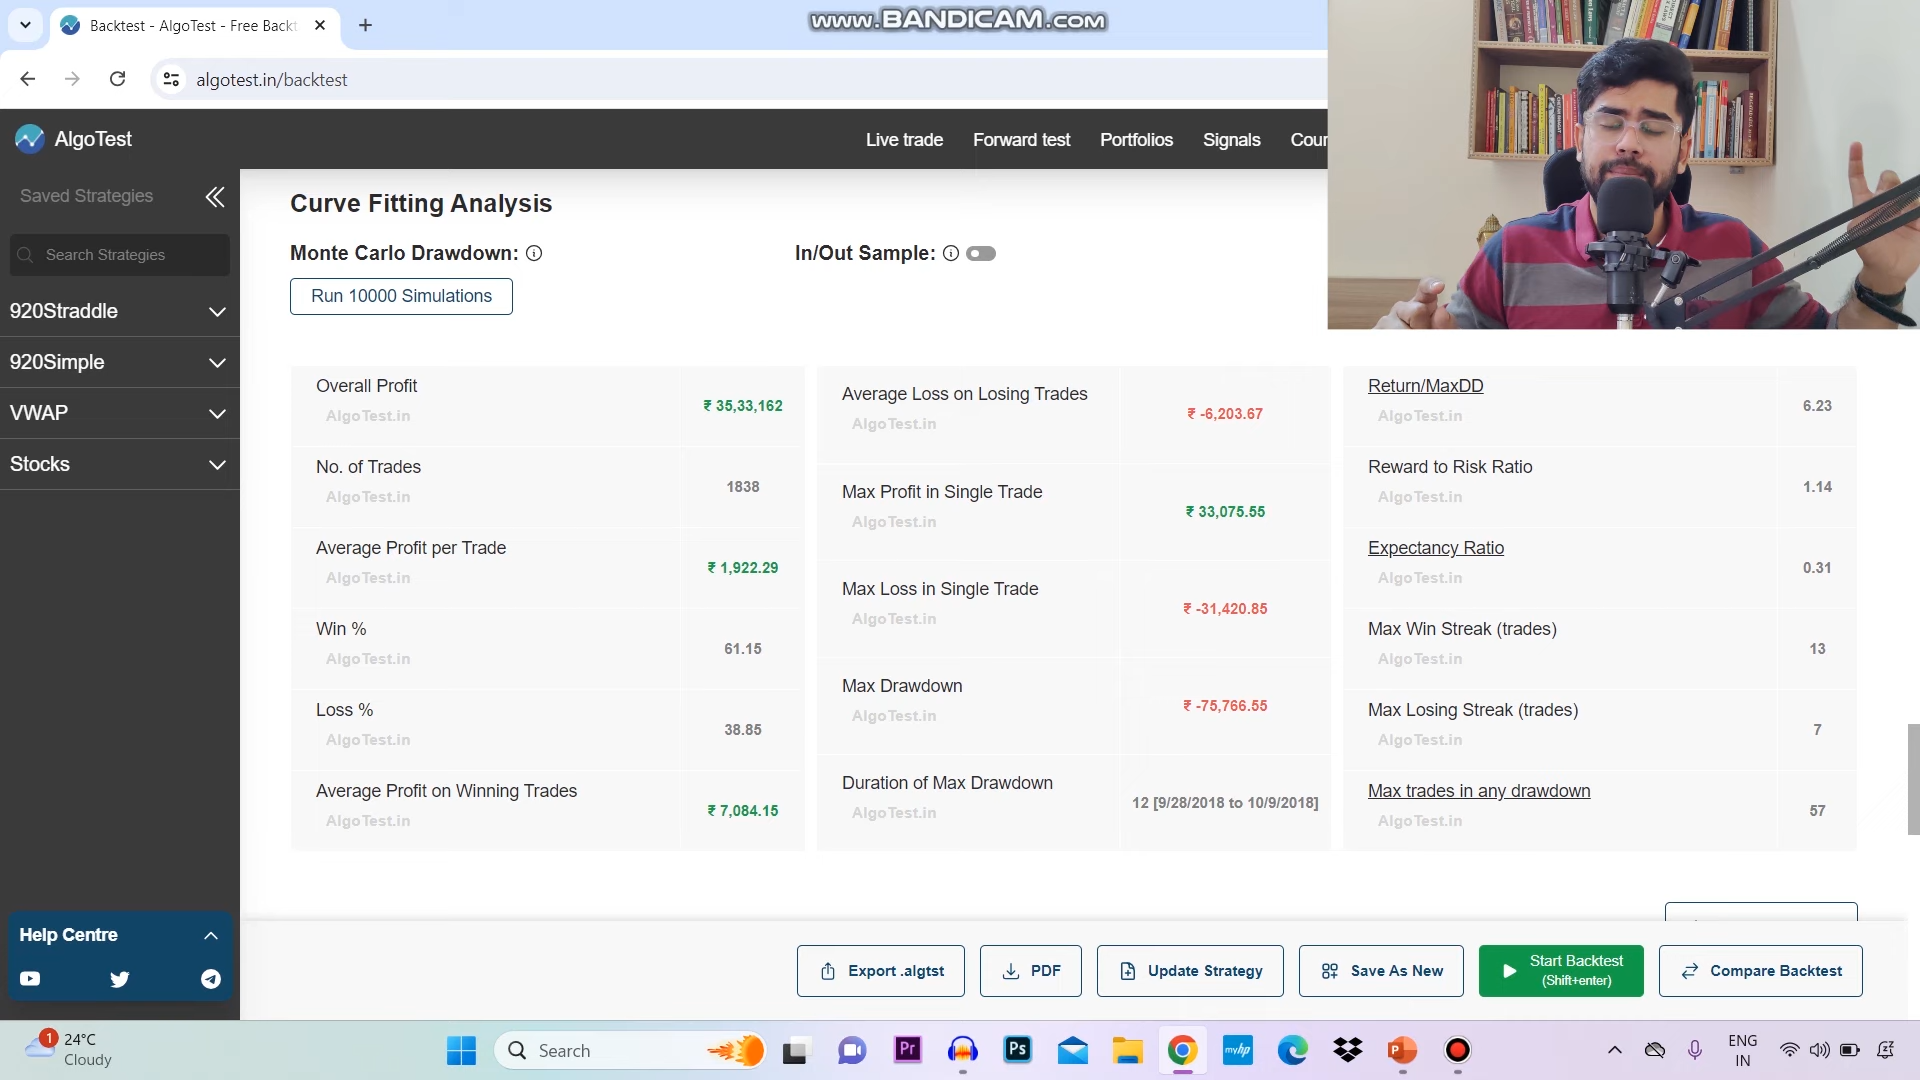 Backtest - AlgoTest - Free Backt
www.BANDICAM.com
algotest.in/backtest
AlgoTest
Live trade
Forward test
Portfolios
Signals
Cour
Saved Strategies
Search Strategies
920Straddle
920Simple
VWAP
Stocks
Help Centre
Curve Fitting Analysis
Monte Carlo Drawdown:
In/Out Sample:
Run 10000 Simulations
Overall Profit
AlgoTest.in
₹ 35,33,162
No. of Trades
AlgoTest.in
1838
Average Profit per Trade
AlgoTest.in
₹ 1,922.29
Win %
AlgoTest.in
61.15
Loss %
AlgoTest.in
38.85
Average Profit on Winning Trades
AlgoTest.in
₹ 7,084.15
Average Loss on Losing Trades
AlgoTest.in
₹ -6,203.67
Max Profit in Single Trade
AlgoTest.in
₹ 33,075.55
Max Loss in Single Trade
AlgoTest.in
₹ -31,420.85
Max Drawdown
AlgoTest.in
₹ -75,766.55
Duration of Max Drawdown
AlgoTest.in
12 [9/28/2018 to 10/9/2018]
Return/MaxDD
AlgoTest.in
6.23
Reward to Risk Ratio
AlgoTest.in
1.14
Expectancy Ratio
AlgoTest.in
0.31
Max Win Streak (trades)
AlgoTest.in
13
Max Losing Streak (trades)
AlgoTest.in
7
Max trades in any drawdown
AlgoTest.in
57
Export .algtst
PDF
Update Strategy
Save As New
Start Backtest
(Shift+enter)
Compare Backtest
1
24°C
Cloudy
Search
Pr
Ps
myhp
P
ENG
IN